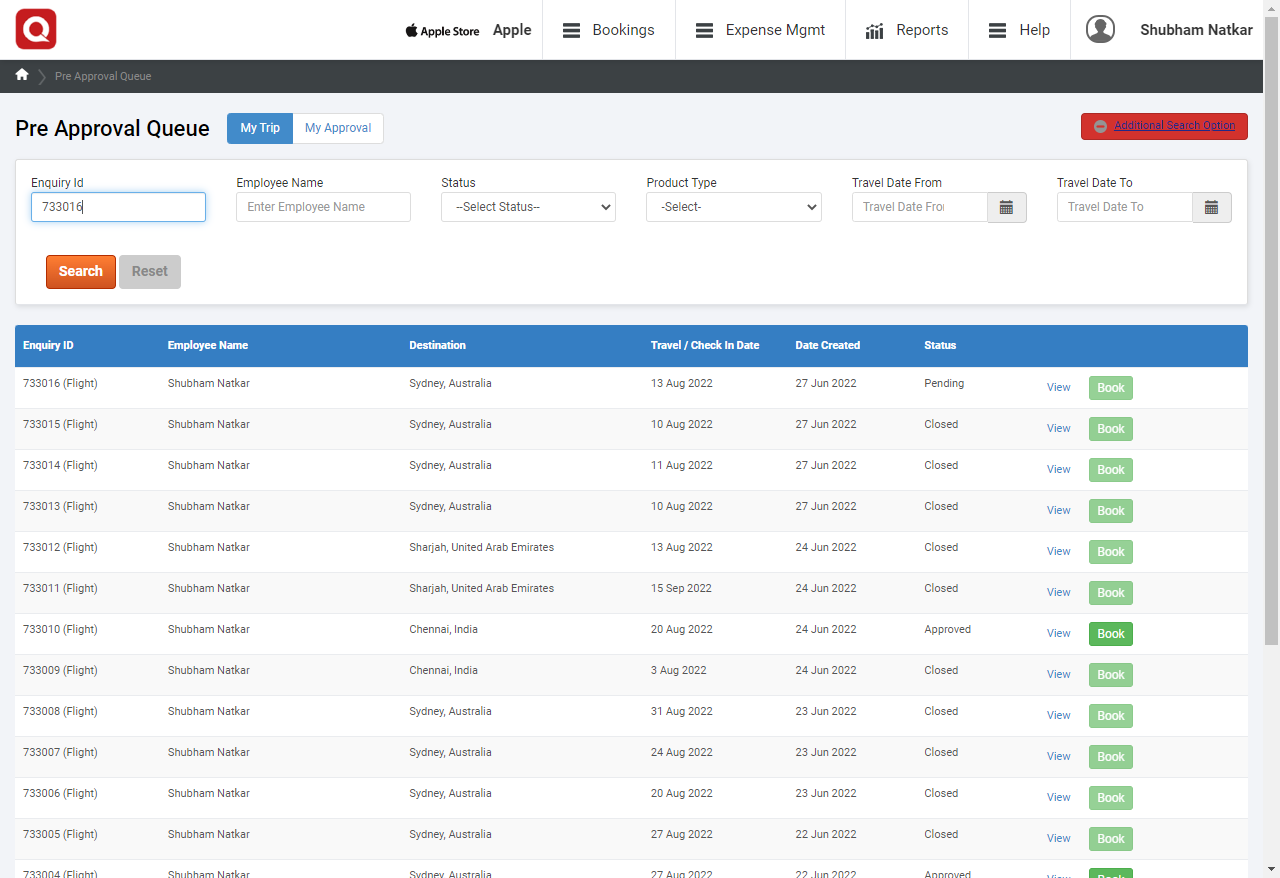 Apple Store Apple Bookings Expense Mgmt Reports Help Shubham Natkar
Pre Approval Queue
Pre Approval Queue My Trip My Approval Additional Search Option
Enquiry Id Employee Name Status Product Type Travel Date From Travel Date To
733016 Enter Employee Name --Select Status-- -Select- Travel Date Fro Travel Date To
Search Reset
Enquiry ID Employee Name Destination Travel / Check In Date Date Created Status
733016 (Flight) Shubham Natkar Sydney, Australia 13 Aug 2022 27 Jun 2022 Pending View Book
733015 (Flight) Shubham Natkar Sydney, Australia 10 Aug 2022 27 Jun 2022 Closed View Book
733014 (Flight) Shubham Natkar Sydney, Australia 11 Aug 2022 27 Jun 2022 Closed View Book
733013 (Flight) Shubham Natkar Sydney, Australia 10 Aug 2022 27 Jun 2022 Closed View Book
733012 (Flight) Shubham Natkar Sharjah, United Arab Emirates 13 Aug 2022 24 Jun 2022 Closed View Book
733011 (Flight) Shubham Natkar Sharjah, United Arab Emirates 15 Sep 2022 24 Jun 2022 Closed View Book
733010 (Flight) Shubham Natkar Chennai, India 20 Aug 2022 24 Jun 2022 Approved View Book
733009 (Flight) Shubham Natkar Chennai, India 3 Aug 2022 24 Jun 2022 Closed View Book
733008 (Flight) Shubham Natkar Sydney, Australia 31 Aug 2022 23 Jun 2022 Closed View Book
733007 (Flight) Shubham Natkar Sydney, Australia 24 Aug 2022 23 Jun 2022 Closed View Book
733006 (Flight) Shubham Natkar Sydney, Australia 20 Aug 2022 23 Jun 2022 Closed View Book
733005 (Flight) Shubham Natkar Sydney, Australia 27 Aug 2022 22 Jun 2022 Closed View Book
733004 (Flight) Shubham Natkar Sydney, Australia 27 Aug 2022 22 Jun 2022 Approved View Book